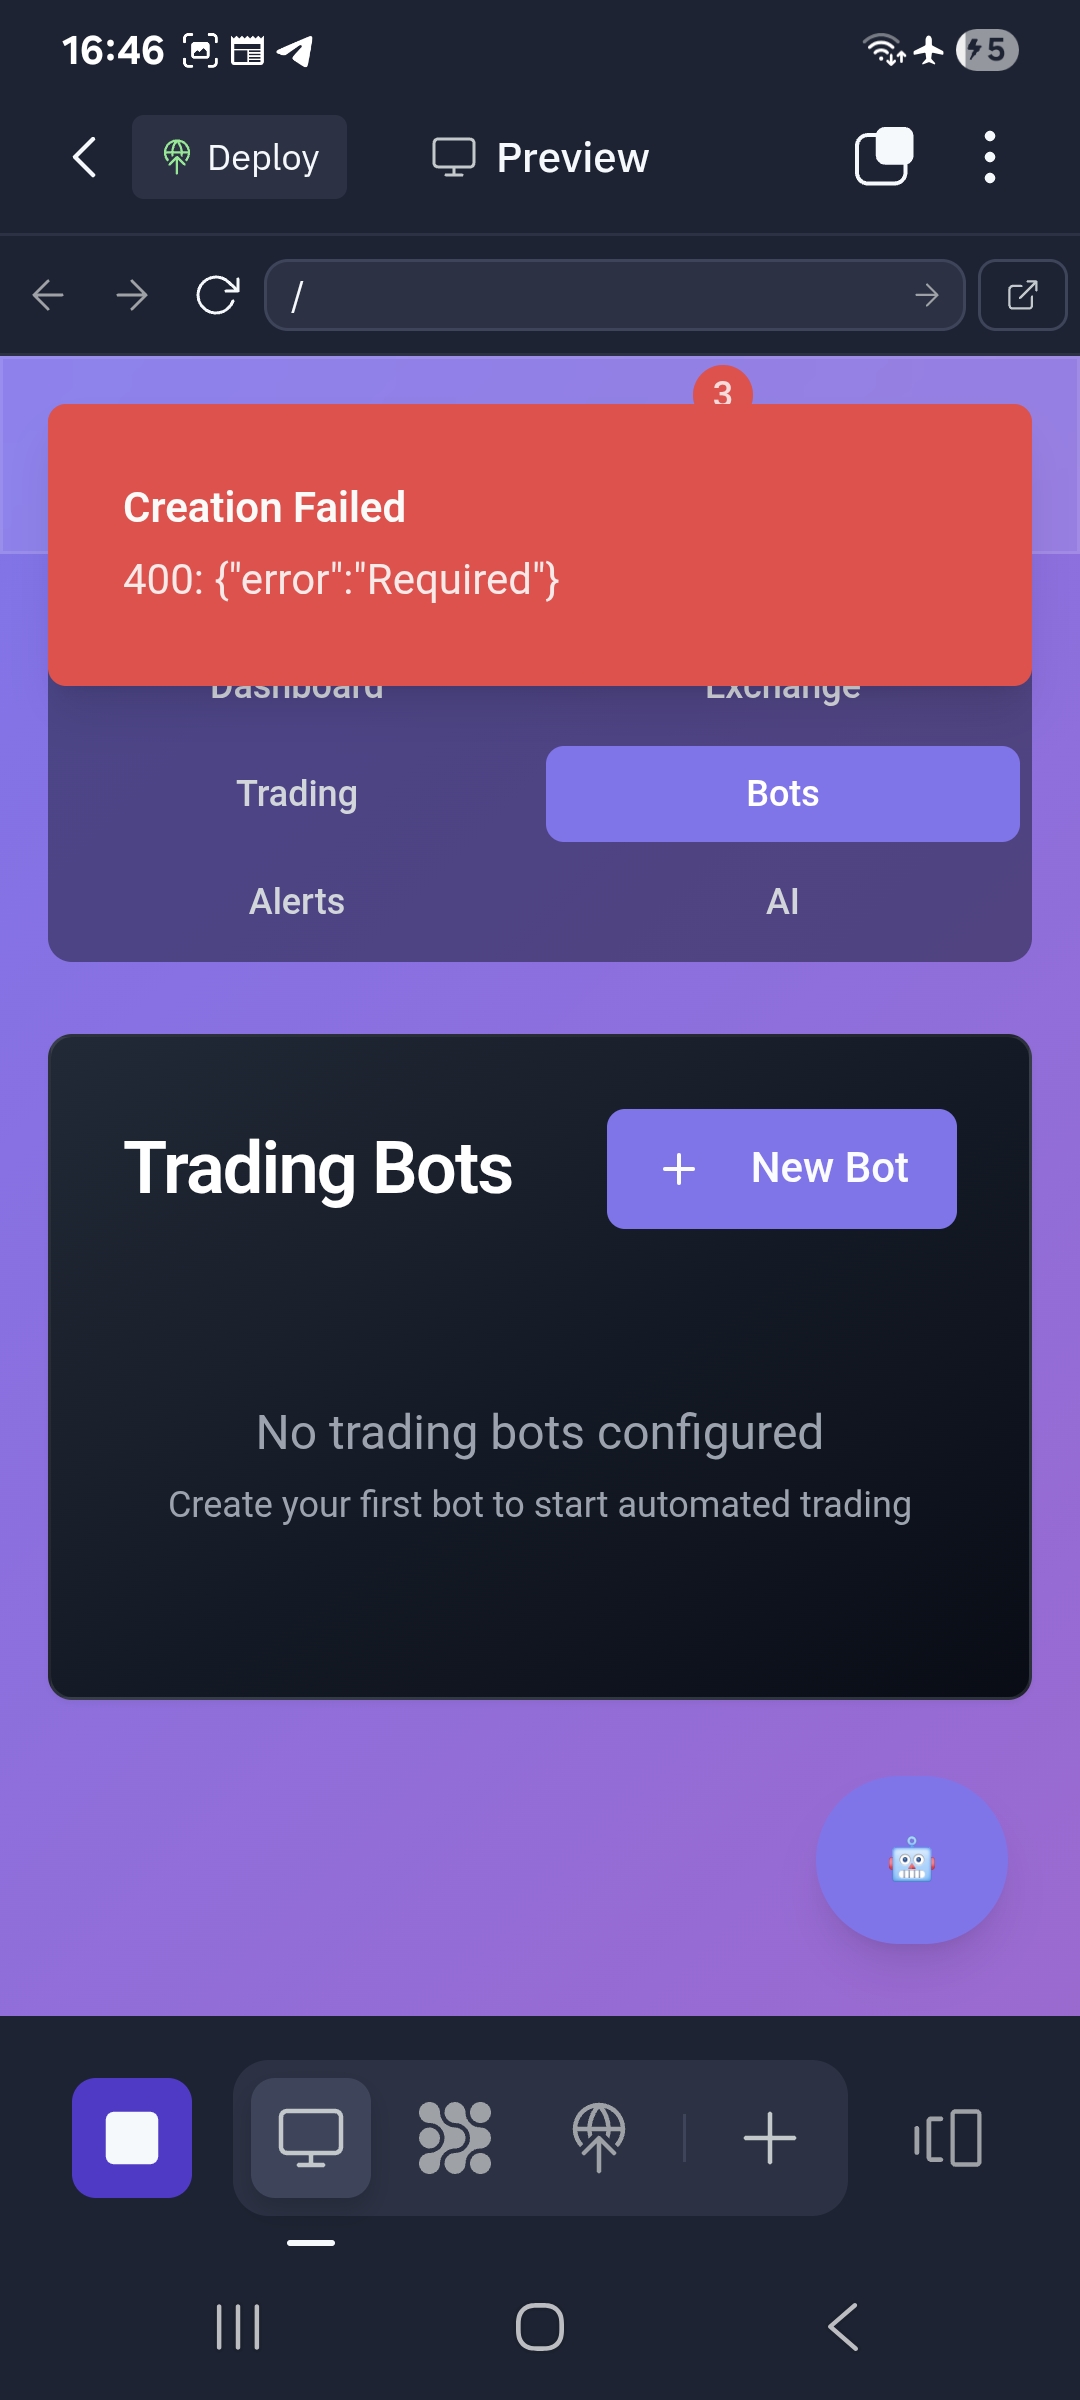 16:46
5
Deploy
Preview
/
3
Creation Failed
400: {"error":"Required"}
Dashboard
Exchange
Trading
Bots
Alerts
AI
Trading Bots
+ New Bot
No trading bots configured
Create your first bot to start automated trading